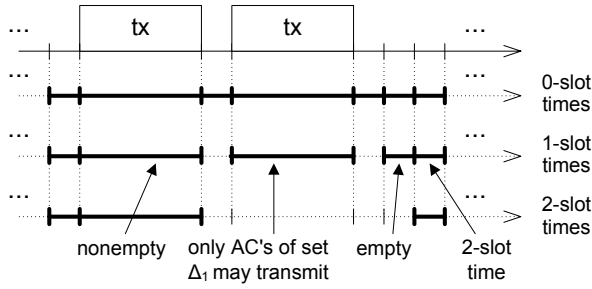 ... tx tx ...
... ... 0-slot
times
... ... 1-slot
times
... ... 2-slot
times
nonempty only AC's of set empty 2-slot
Δ₁ may transmit time